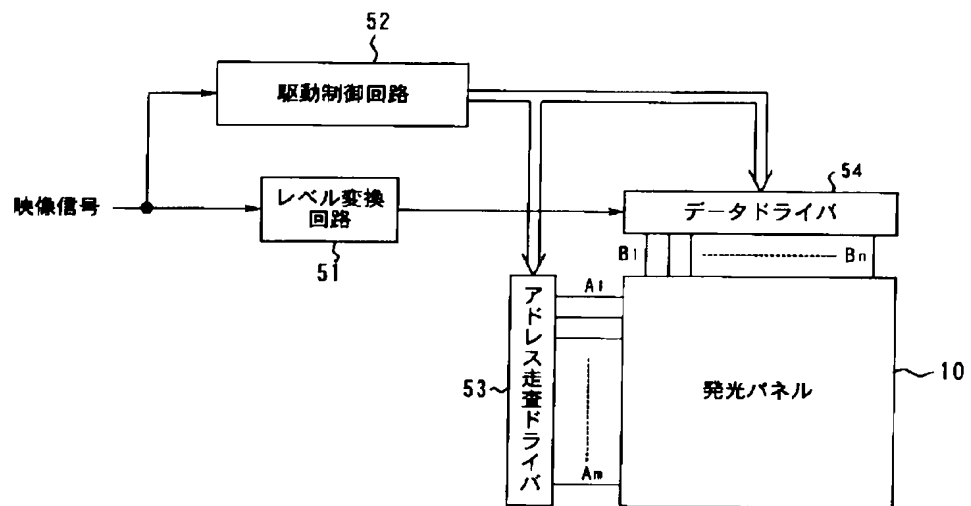 52
駆動制御回路
映像信号
レベル変換
回路
51
54
データドライバ
B1
Bn
アドレス走査ドライバ
53
A1
Am
発光パネル
10